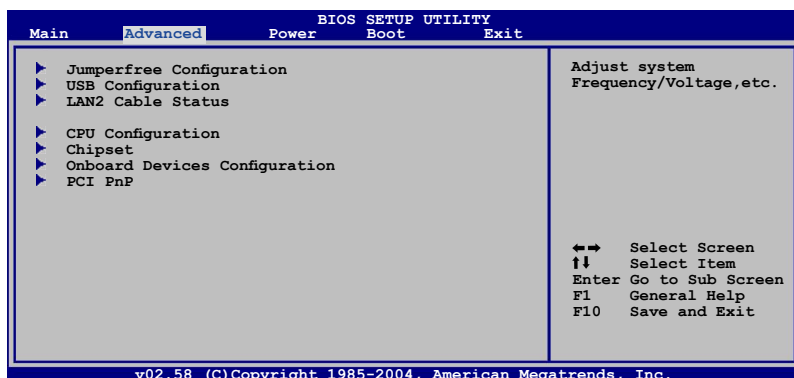 BIOS SETUP UTILITY
Main Advanced Power Boot Exit
Jumperfree Configuration
USB Configuration
LAN2 Cable Status
CPU Configuration
Chipset
Onboard Devices Configuration
PCI PnP
Adjust system
Frequency/Voltage,etc.
Select Screen
Select Item
Enter Go to Sub Screen
F1 General Help
F10 Save and Exit
v02.58 (C)Copyright 1985-2004, American Megatrends, Inc.